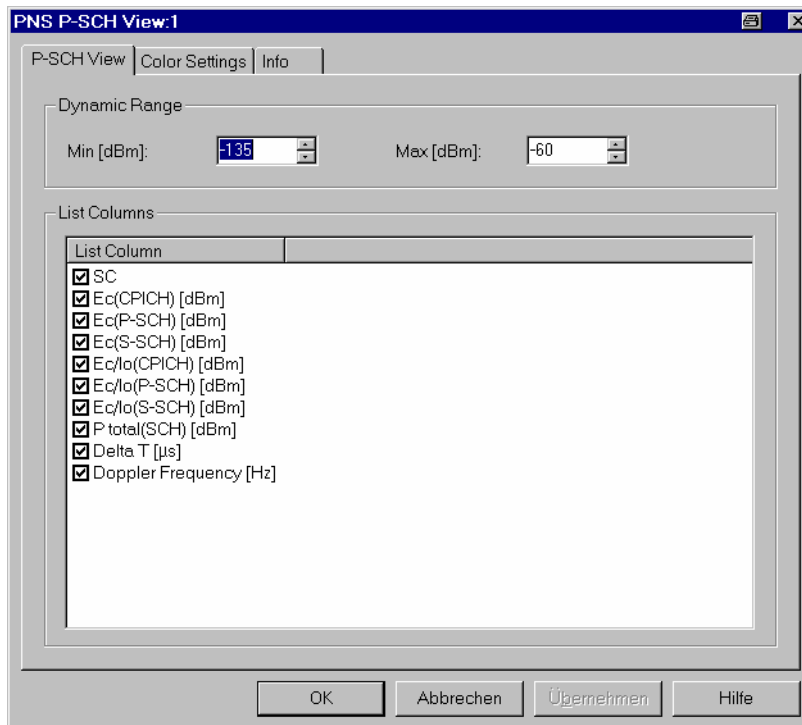 PNS P-SCH View:1
P-SCH View Color Settings Info
Dynamic Range
Min [dBm]: -135 Max [dBm]: -60
List Columns
List Column
SC
Ec(CPICH) [dBm]
Ec(P-SCH) [dBm]
Ec(S-SCH) [dBm]
Ec/Io(CPICH) [dBm]
Ec/Io(P-SCH) [dBm]
Ec/Io(S-SCH) [dBm]
P total(SCH) [dBm]
Delta T [µs]
Doppler Frequency [Hz]
OK Abbrechen Übernehmen Hilfe